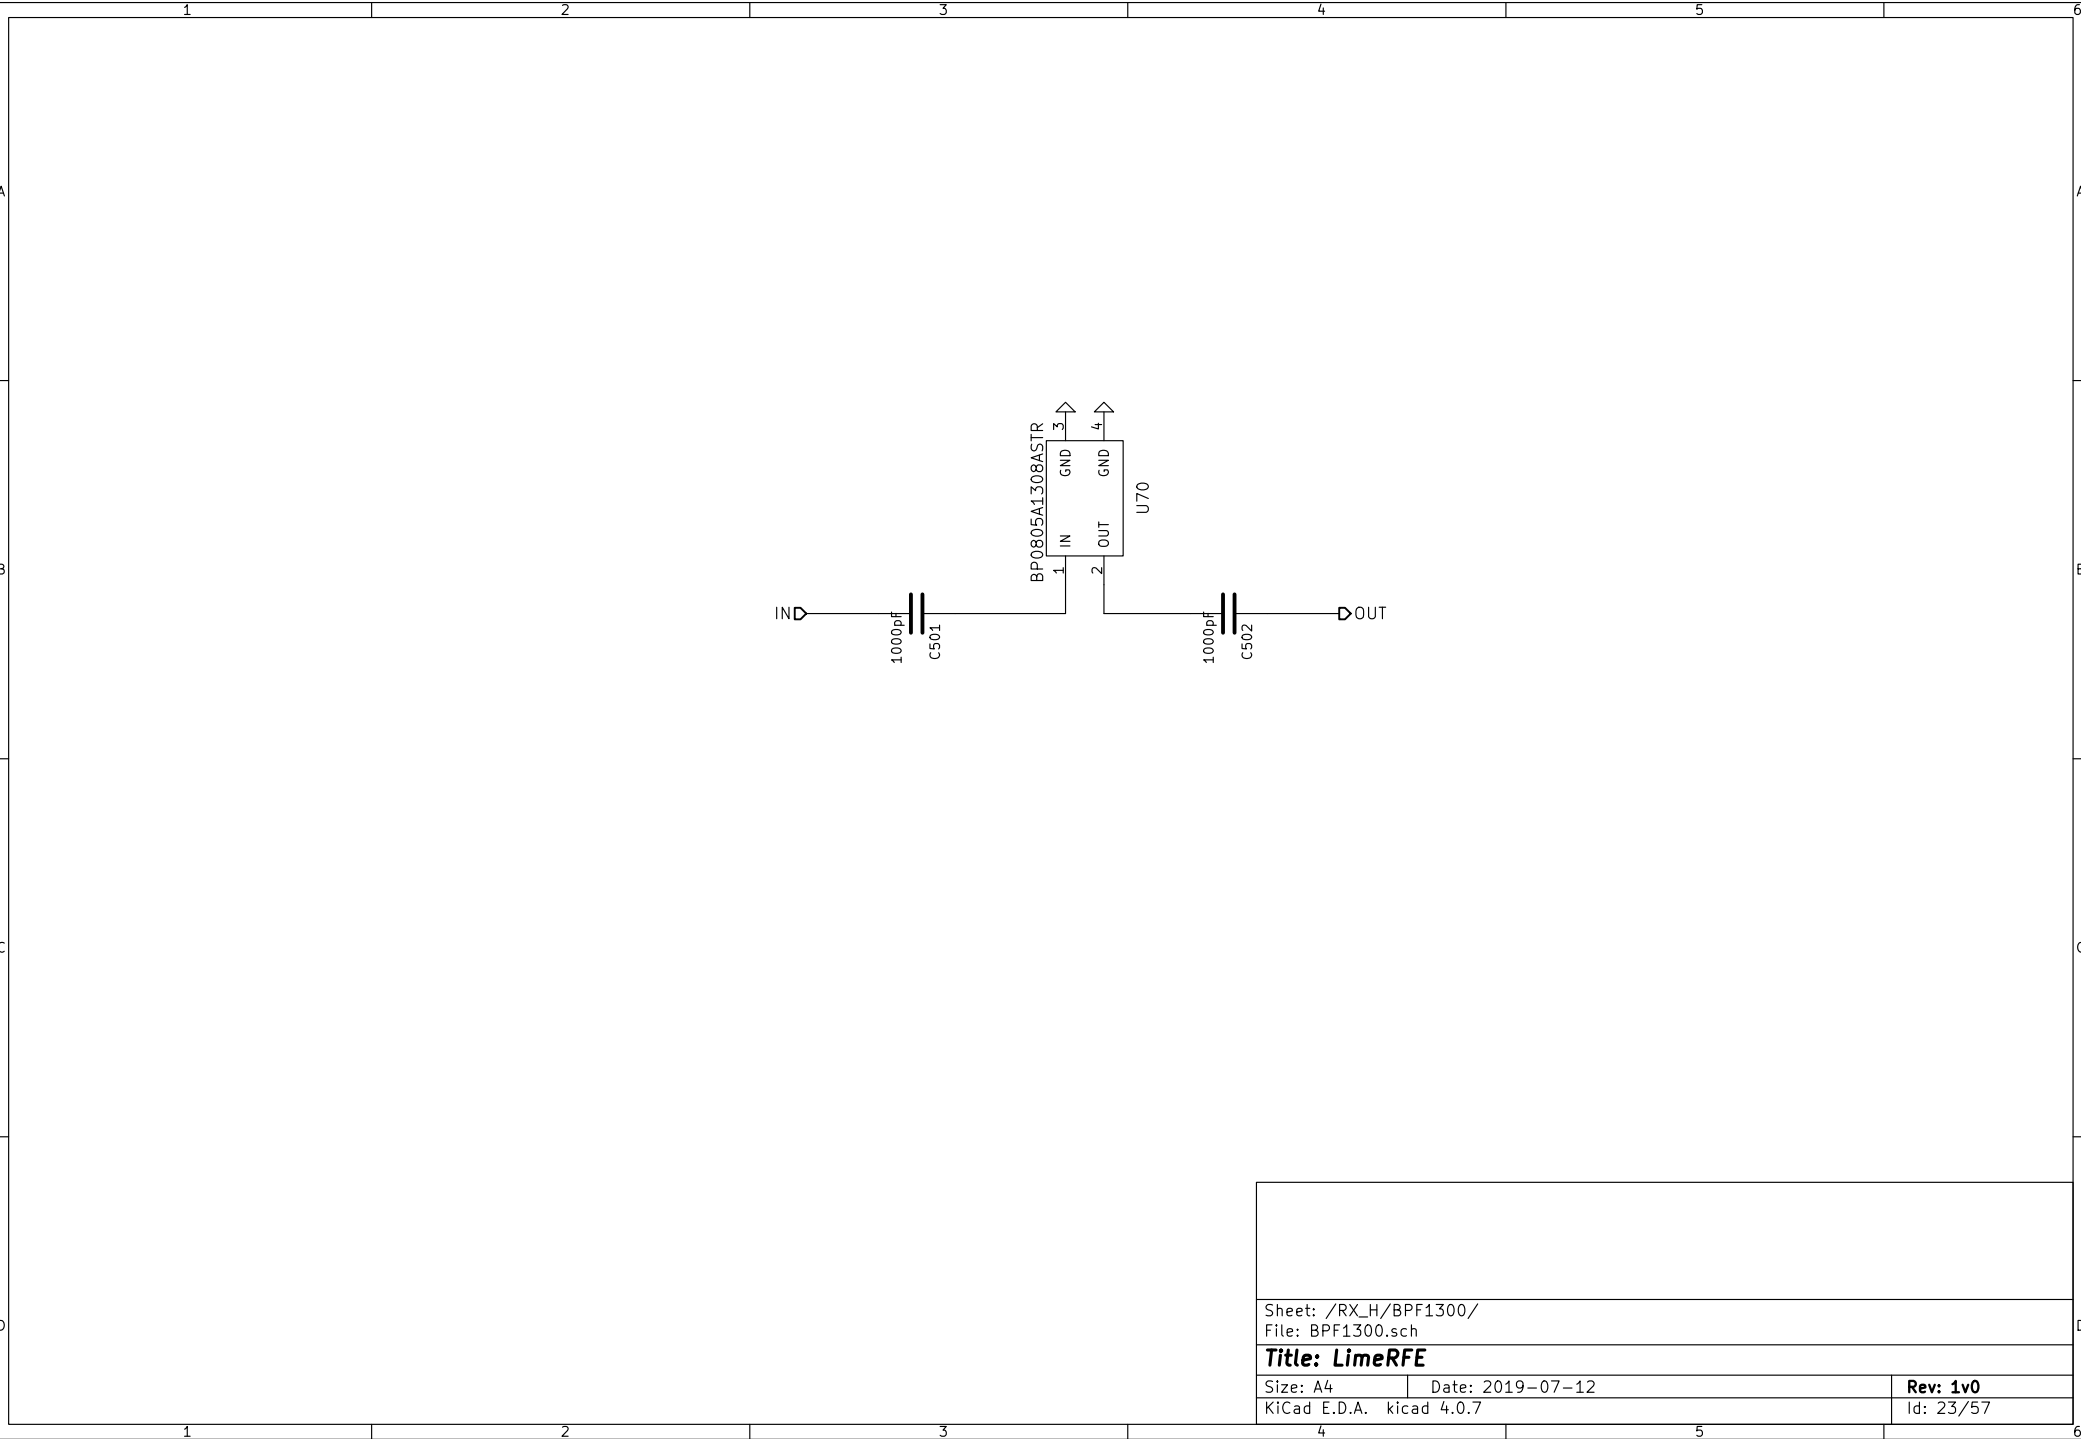 1 2 3 4 5 6
A A
3 4
BP0805A1308ASTR
GND GND
U70
IN OUT
1 2
B B
IN OUT
1000pF
C501
1000pF
C502
C C
Sheet: /RX_H/BPF1300/
File: BPF1300.sch
D D
Title: LimeRFE
Size: A4 Date: 2019-07-12 Rev: 1v0
KiCad E.D.A. kicad 4.0.7 Id: 23/57
1 2 3 4 5 6